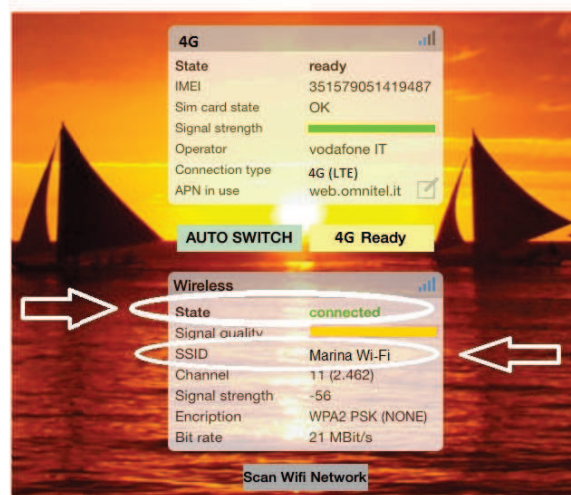 4G
State ready
IMEI 351579051419487
Sim card state OK
Signal strength
Operator vodafone IT
Connection type 4G (LTE)
APN in use web.omnitel.it
AUTO SWITCH 4G Ready
Wireless
State connected
Signal quality
SSID Marina Wi-Fi
Channel 11 (2.462)
Signal strength -56
Encription WPA2 PSK (NONE)
Bit rate 21 MBit/s
Scan Wifi Network